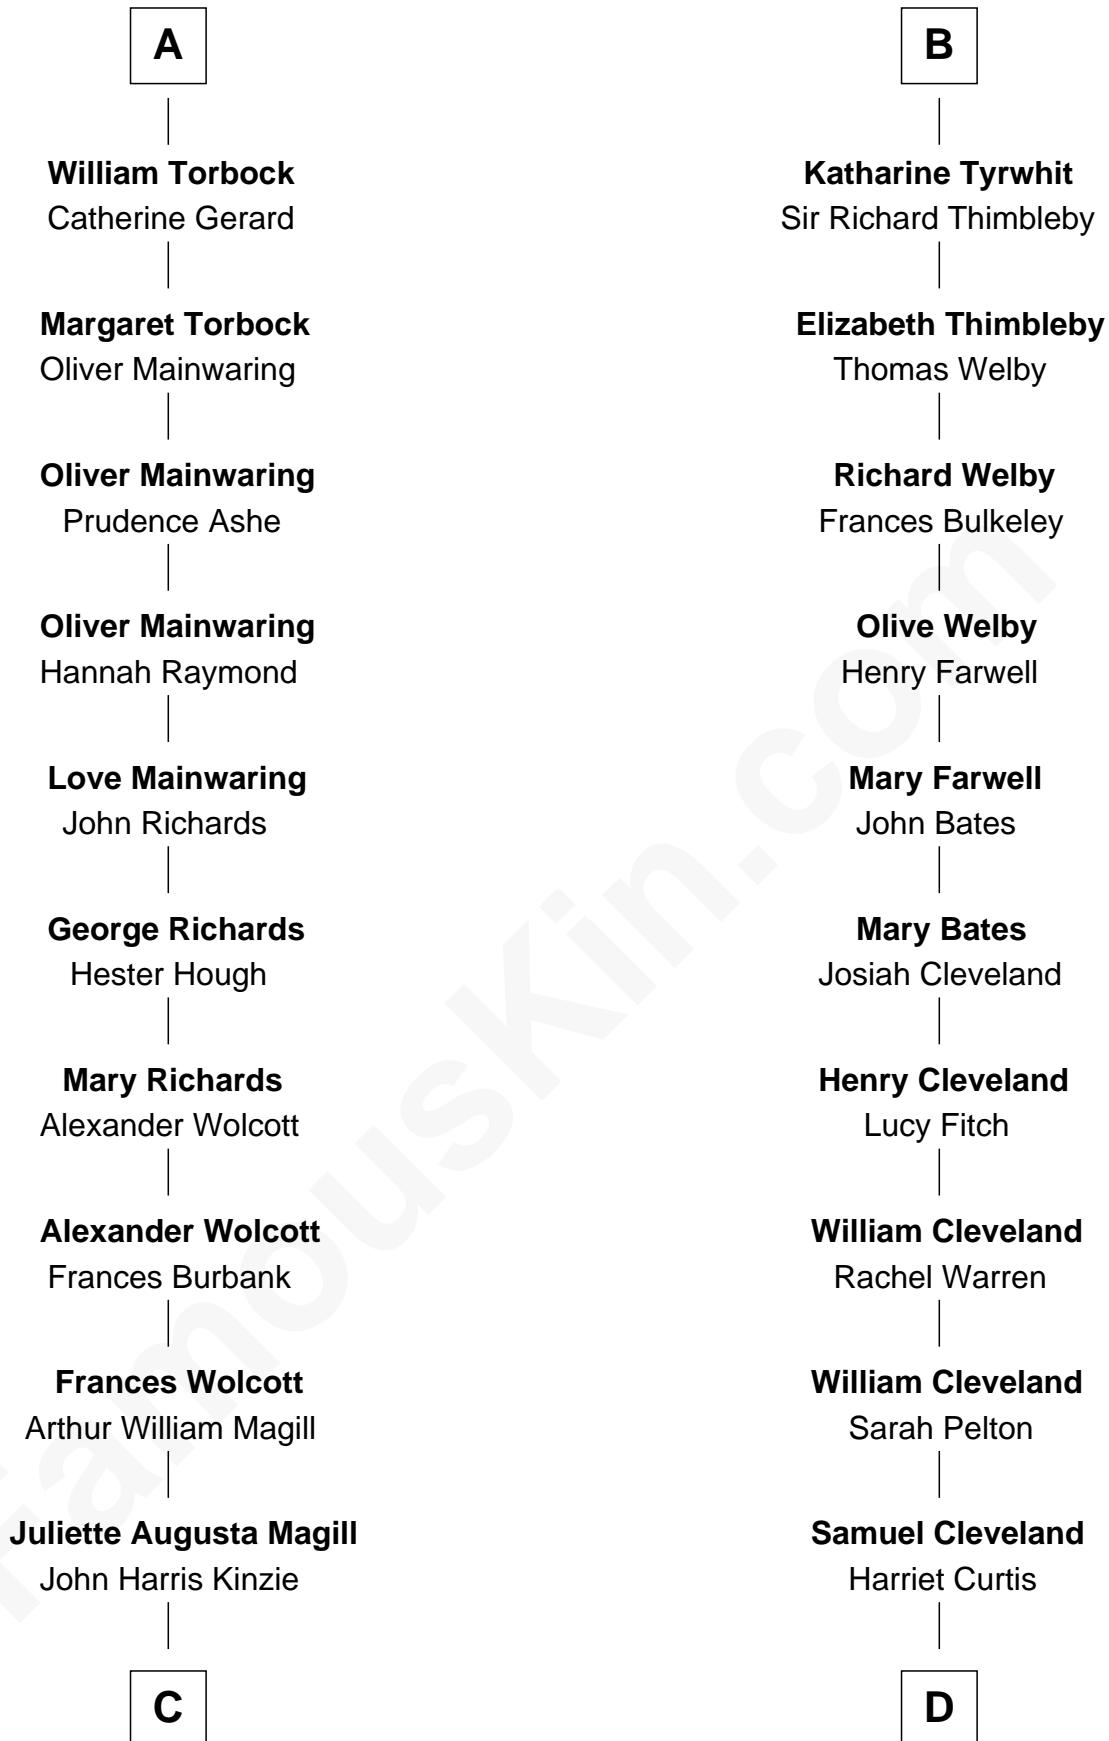 A
William Torbock
Catherine Gerard
Margaret Torbock
Oliver Mainwaring
Oliver Mainwaring
Prudence Ashe
Oliver Mainwaring
Hannah Raymond
Love Mainwaring
John Richards
George Richards
Hester Hough
Mary Richards
Alexander Wolcott
Alexander Wolcott
Frances Burbank
Frances Wolcott
Arthur William Magill
Juliette Augusta Magill
John Harris Kinzie
C
B
Katharine Tyrwhit
Sir Richard Thimbleby
Elizabeth Thimbleby
Thomas Welby
Richard Welby
Frances Bulkeley
Olive Welby
Henry Farwell
Mary Farwell
John Bates
Mary Bates
Josiah Cleveland
Henry Cleveland
Lucy Fitch
William Cleveland
Rachel Warren
William Cleveland
Sarah Pelton
Samuel Cleveland
Harriet Curtis
D
FamousKin.com